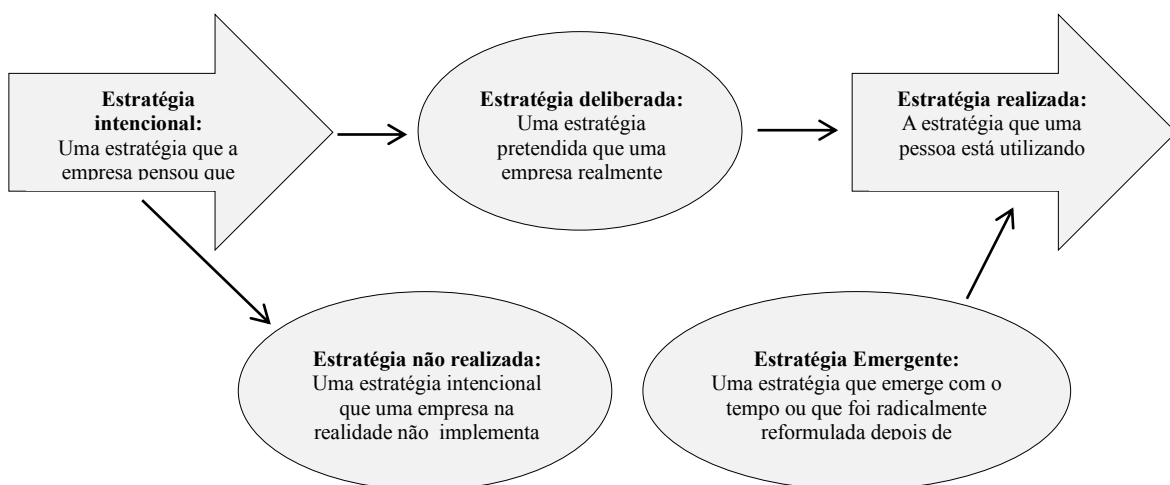 Estratégia
intencional:
Uma estratégia que a
empresa pensou que
Estratégia deliberada:
Uma estratégia
pretendida que uma
empresa realmente
Estratégia realizada:
A estratégia que uma
pessoa está utilizando
Estratégia não realizada:
Uma estratégia intencional
que uma empresa na
realidade não implementa
Estratégia Emergente:
Uma estratégia que emerge com o
tempo ou que foi radicalmente
reformulada depois de